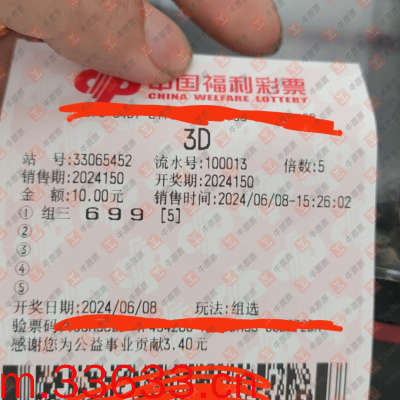 中国福利彩票
CHINA WELFARE LOTTERY
3D
站 号:33065452 流水号:100013 倍数:5
销售期:2024150 开奖期:2024150
金 额:10.00元 销售时间:2024/06/08-15:26:02
① 组三 6 9 9 [5]
②
③
④
⑤
开奖日期:2024/06/08 玩法:组选
验票码
感谢您为公益事业贡献3.40元
m.33633.cn